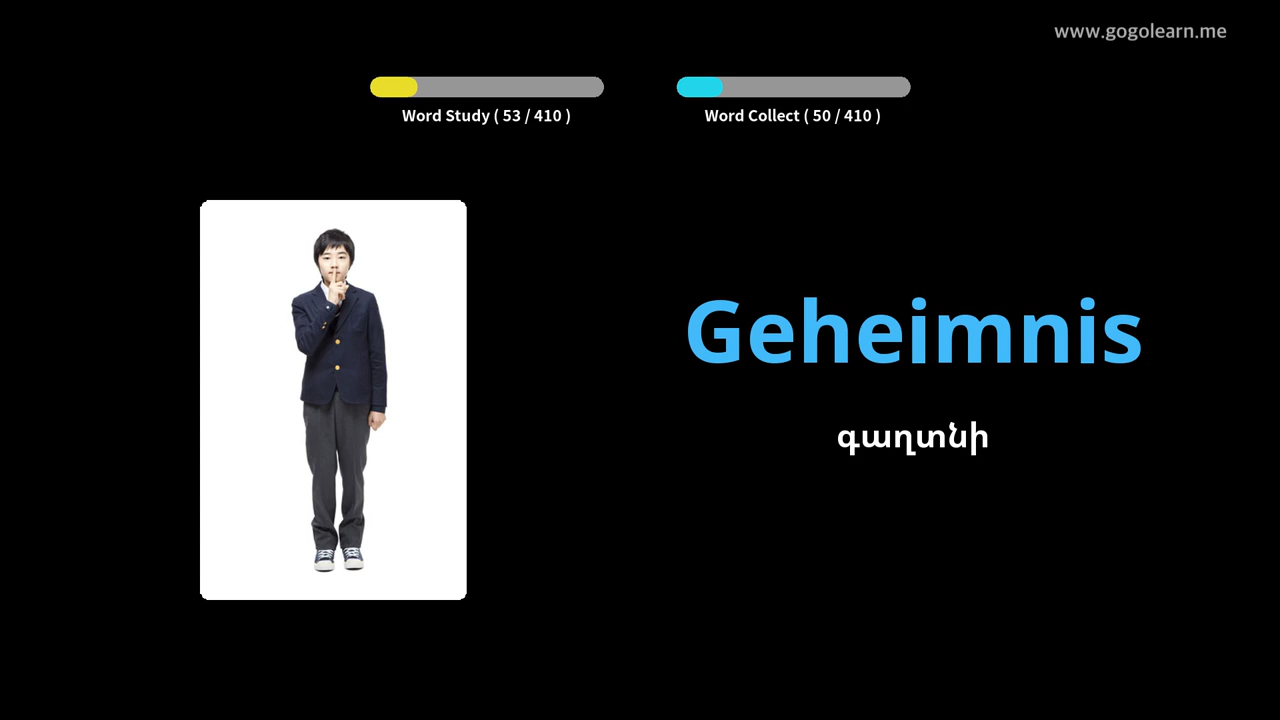 www.gogolearn.me
Word Study ( 53 / 410 )
Word Collect ( 50 / 410 )
Geheimnis
գաղտնի